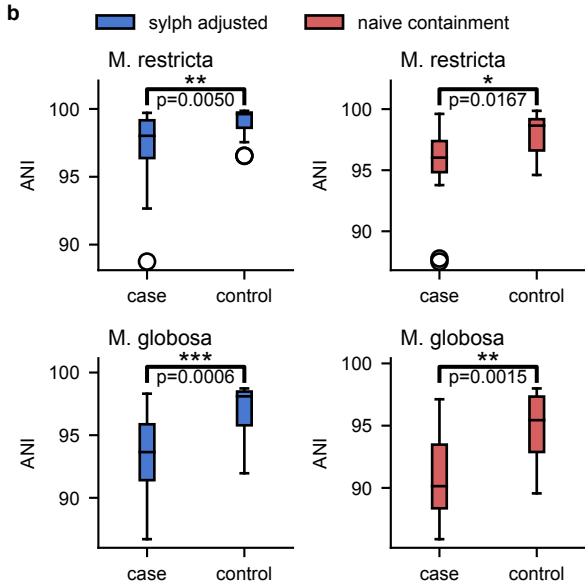 b
sylph adjusted
naive containment
M. restricta
**
p=0.0050
100
95
90
ANI
case
control
M. restricta
*
p=0.0167
100
95
90
ANI
case
control
M. globosa
***
p=0.0006
100
95
90
ANI
case
control
M. globosa
**
p=0.0015
100
95
90
ANI
case
control